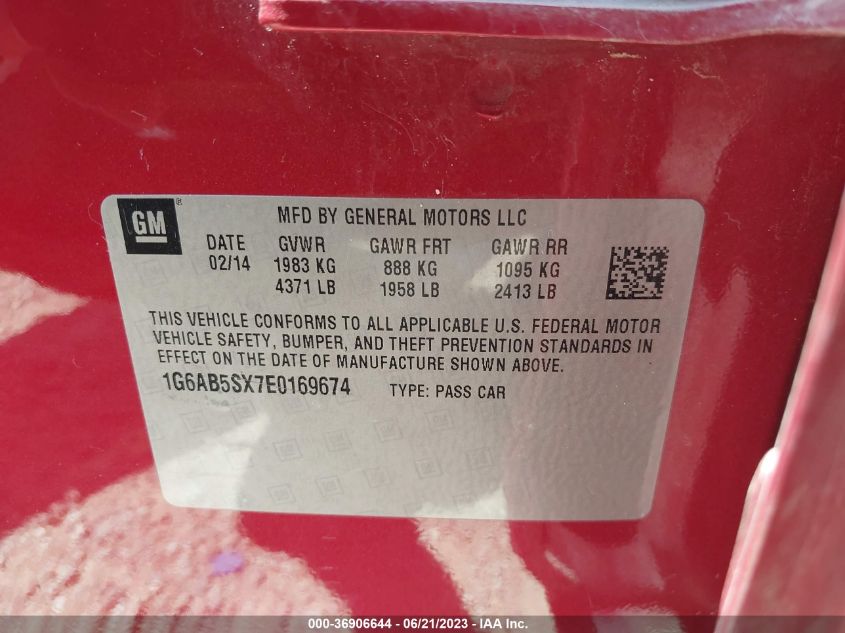 GM®
MFD BY GENERAL MOTORS LLC
DATE GVWR GAWR FRT GAWR RR
02/14 1983 KG 888 KG 1095 KG
4371 LB 1958 LB 2413 LB
THIS VEHICLE CONFORMS TO ALL APPLICABLE U.S. FEDERAL MOTOR
VEHICLE SAFETY, BUMPER, AND THEFT PREVENTION STANDARDS IN
EFFECT ON THE DATE OF MANUFACTURE SHOWN ABOVE.
1G6AB5SX7E0169674 TYPE: PASS CAR
000-36906644 - 06/21/2023 - IAA Inc.